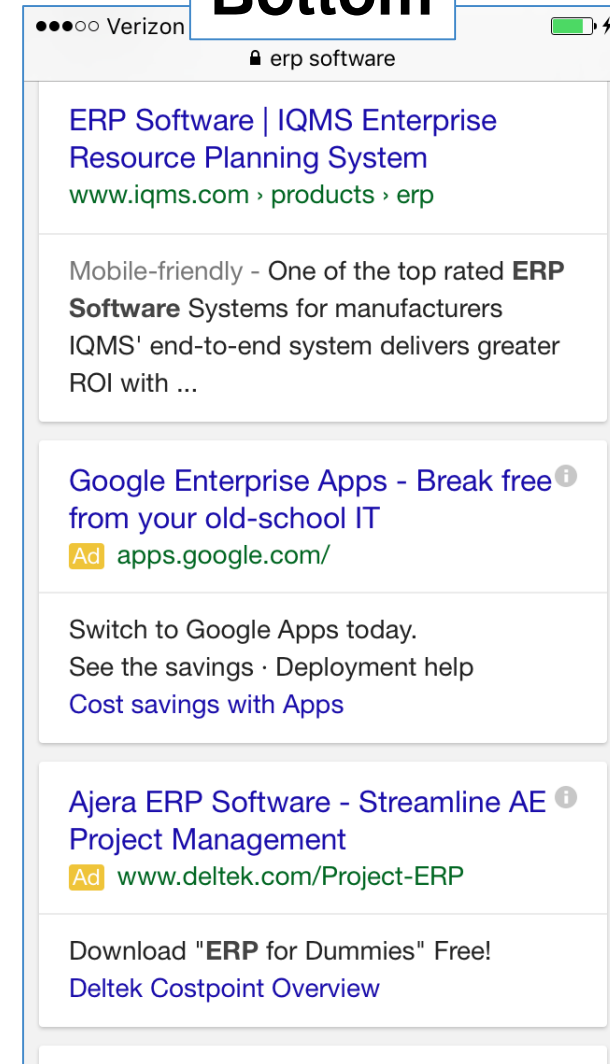 Bottom
Verizon
erp software
ERP Software | IQMS Enterprise
Resource Planning System
www.iqms.com › products › erp
Mobile-friendly - One of the top rated ERP
Software Systems for manufacturers
IQMS' end-to-end system delivers greater
ROI with ...
Google Enterprise Apps - Break free
from your old-school IT
Ad apps.google.com/
Switch to Google Apps today.
See the savings · Deployment help
Cost savings with Apps
Ajera ERP Software - Streamline AE
Project Management
Ad www.deltek.com/Project-ERP
Download "ERP for Dummies" Free!
Deltek Costpoint Overview